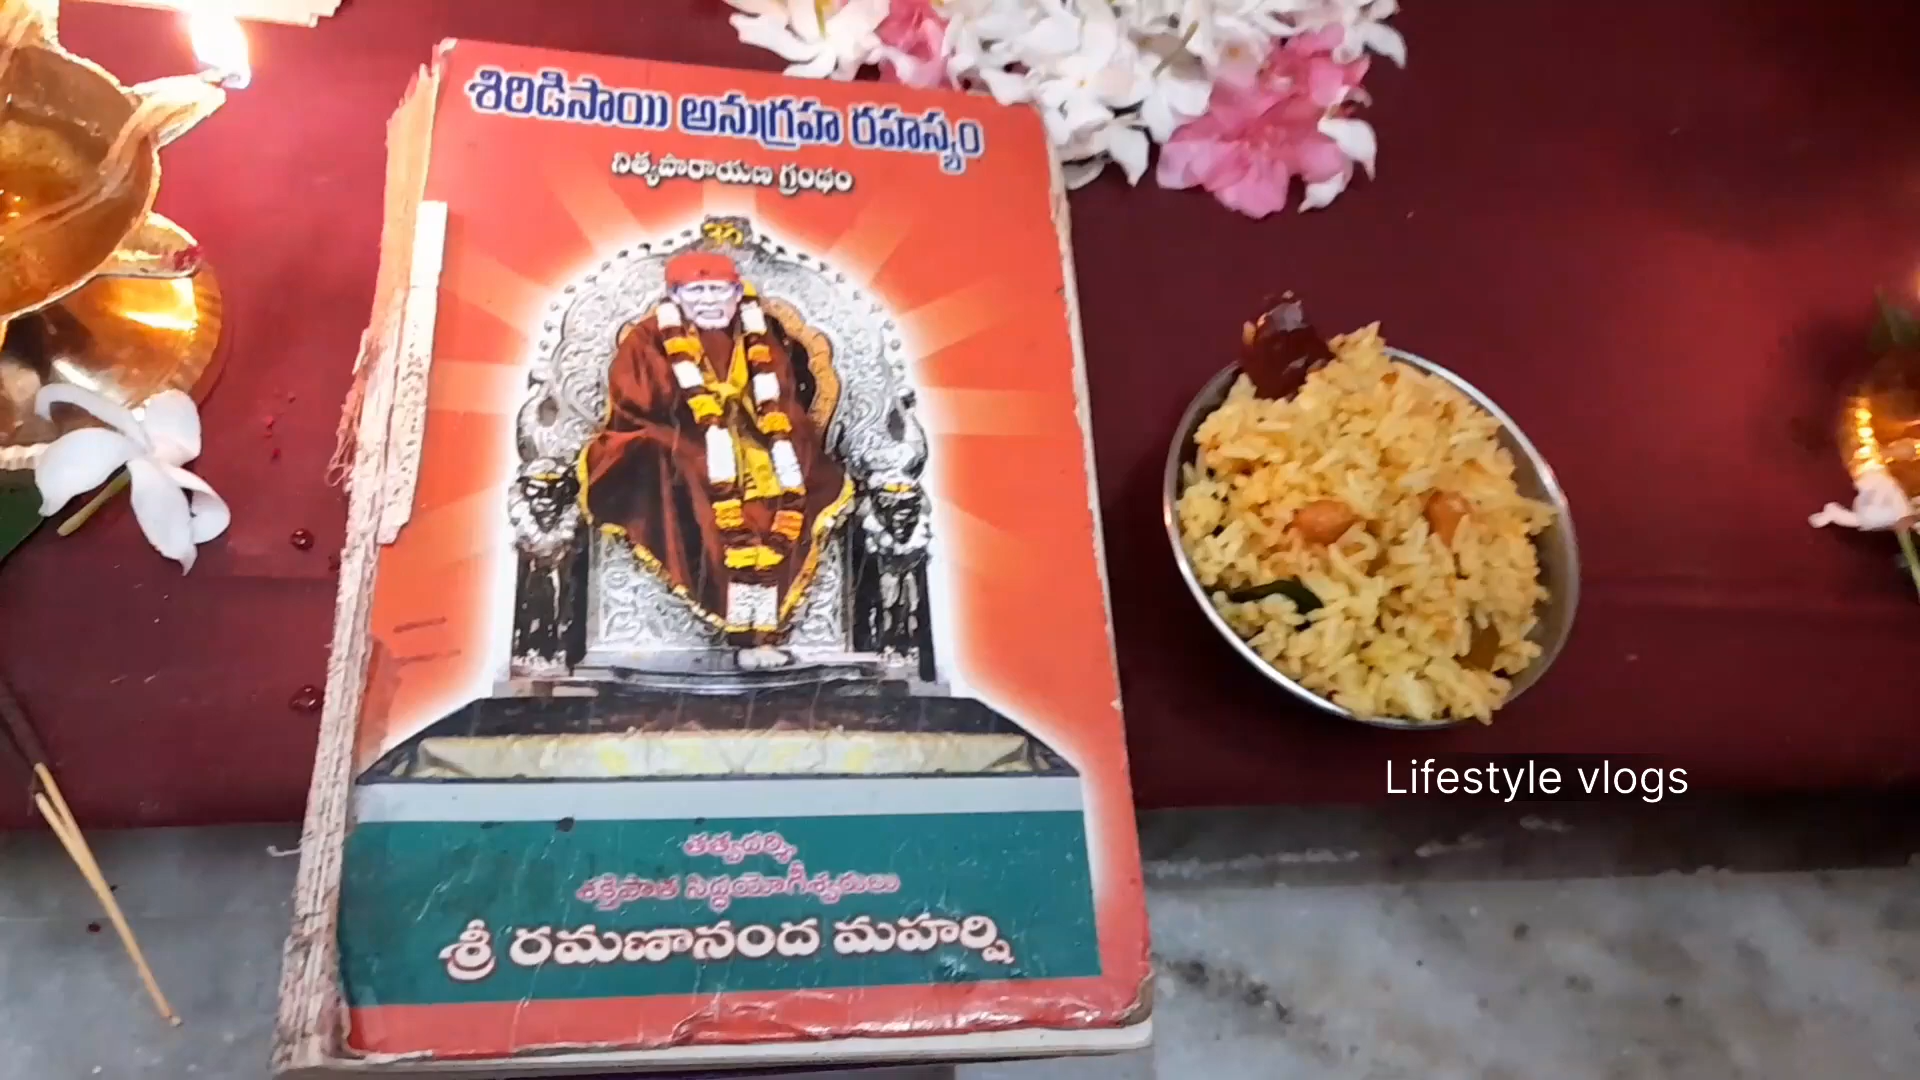 శిరిడిసాయి అనుగ్రహ రహస్యం
నిత్యపారాయణ గ్రంథం
తత్వదర్శి,
శక్తిపాత సిద్ధయోగీశ్వరులు
శ్రీ రమణానంద మహర్షి
Lifestyle vlogs